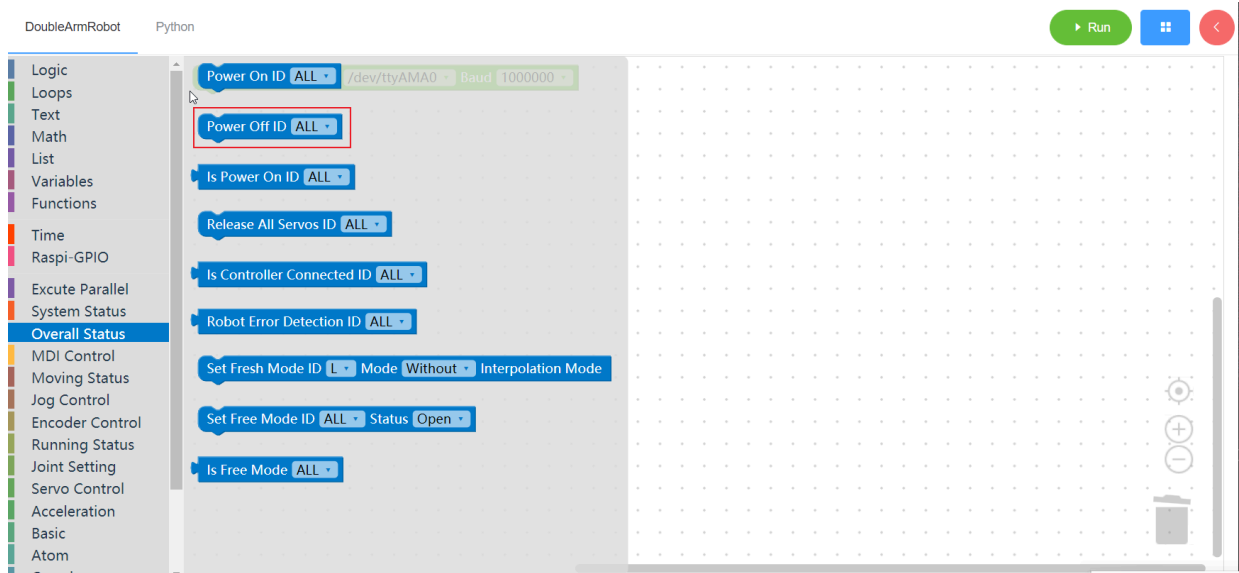 DoubleArmRobot Python Run
Logic
Loops
Text
Math
List
Variables
Functions
Time
Raspi-GPIO
Excute Parallel
System Status
Overall Status
MDI Control
Moving Status
Jog Control
Encoder Control
Running Status
Joint Setting
Servo Control
Acceleration
Basic
Atom
Power On ID ALL /dev/ttyAMA0 Baud 1000000
Power Off ID ALL
Is Power On ID ALL
Release All Servos ID ALL
Is Controller Connected ID ALL
Robot Error Detection ID ALL
Set Fresh Mode ID L Mode Without Interpolation Mode
Set Free Mode ID ALL Status Open
Is Free Mode ALL